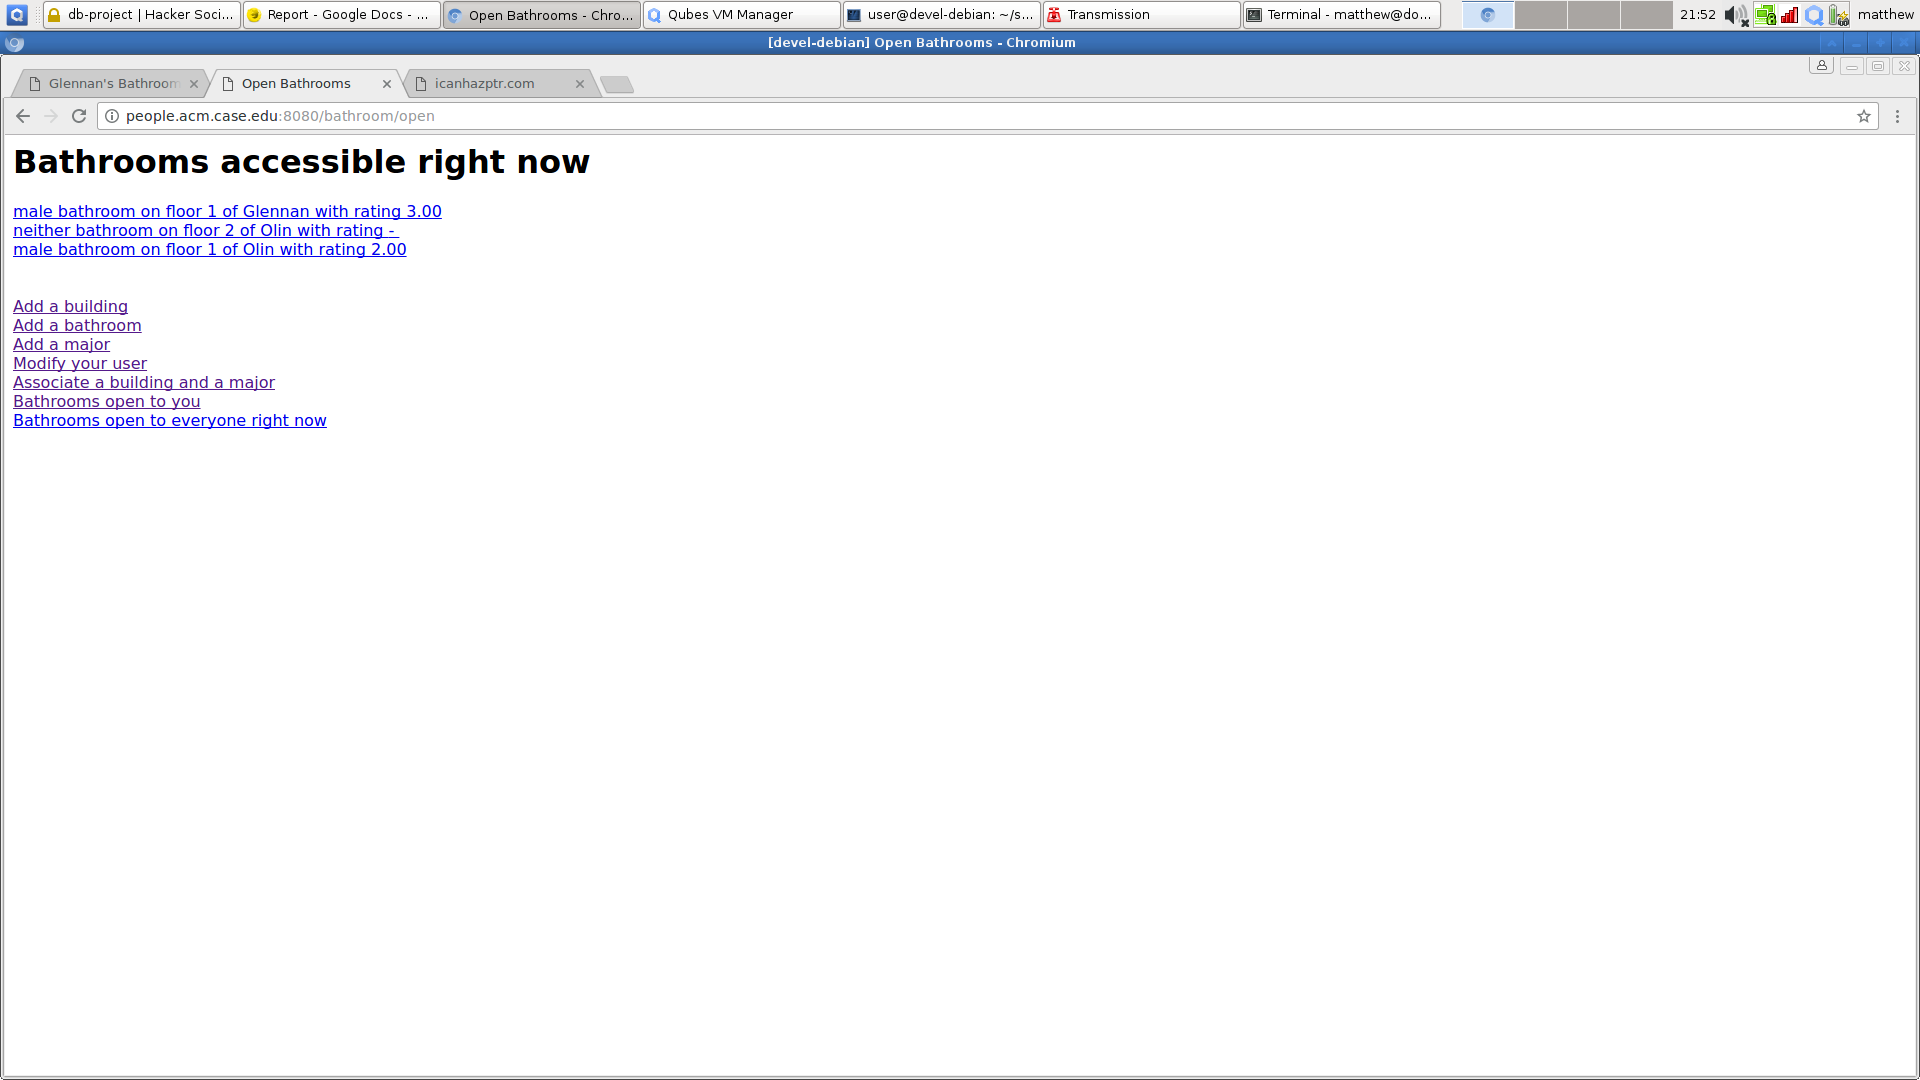 db-project | Hacker Soci...
Report - Google Docs - ...
Open Bathrooms - Chro...
Qubes VM Manager
user@devel-debian: ~/s...
Transmission
Terminal - matthew@do...
21:52
matthew
[devel-debian] Open Bathrooms - Chromium
Glennan's Bathroom
Open Bathrooms
icanhazptr.com
people.acm.case.edu:8080/bathroom/open
Bathrooms accessible right now
male bathroom on floor 1 of Glennan with rating 3.00
neither bathroom on floor 2 of Olin with rating -
male bathroom on floor 1 of Olin with rating 2.00
Add a building
Add a bathroom
Add a major
Modify your user
Associate a building and a major
Bathrooms open to you
Bathrooms open to everyone right now